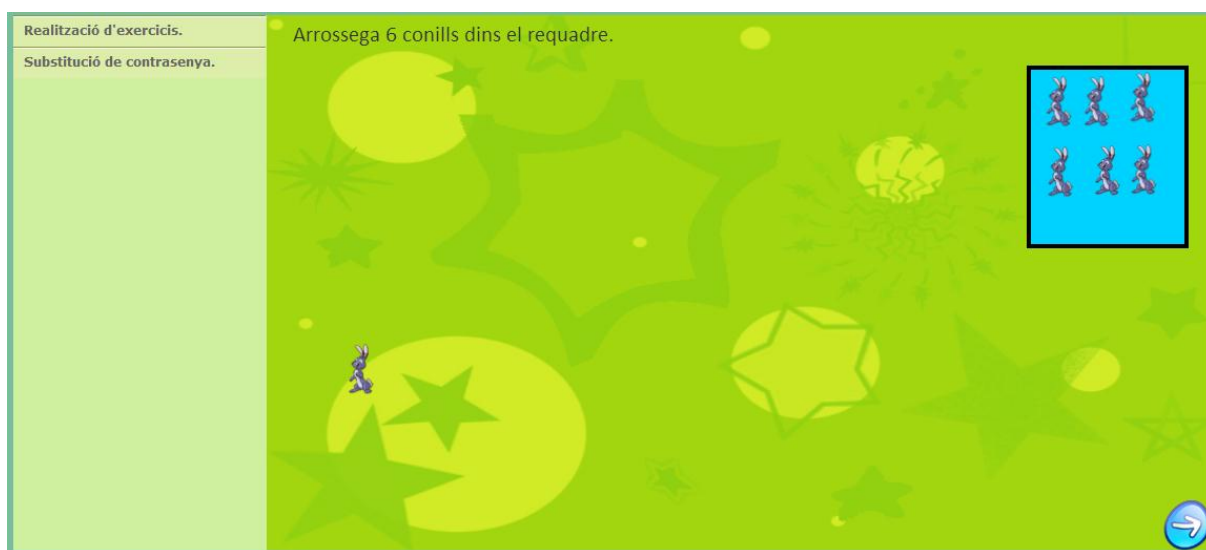 Realització d'exercicis.
Substitució de contrasenya.
Arrossega 6 conills dins el requadre.